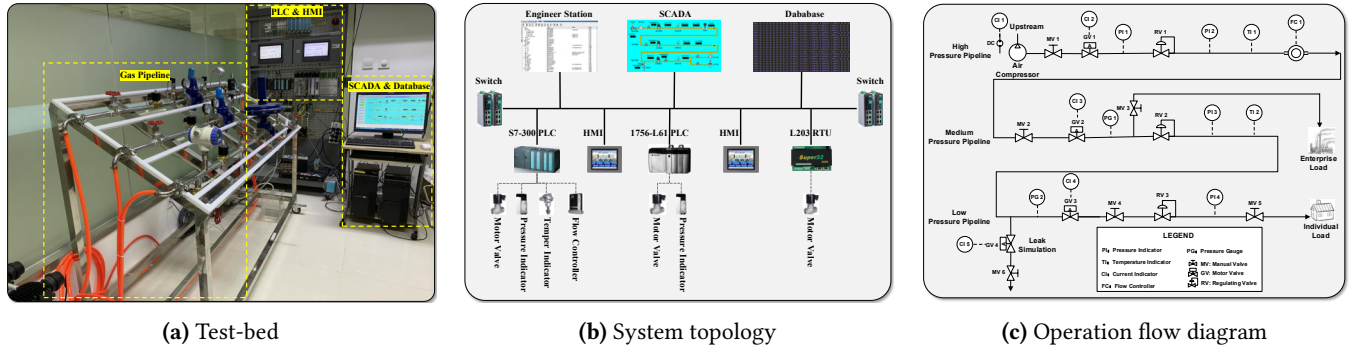 PLC & HMI
Gas Pipeline
SCADA & Database
(a) Test-bed
Engineer Station
SCADA
Dababase
Switch
Switch
S7-300 PLC
HMI
1756-L61 PLC
HMI
L203 RTU
Super32
Motor Valve
Pressure Indicator
Temper Indicator
Flow Controller
Motor Valve
Pressure Indicator
Motor Valve
(b) System topology
CI 1
Upstream
CI 2
FC 1
DC
MV 1
GV 1
PI 1
RV 1
PI 2
TI 1
High
Pressure Pipeline
Air
Compressor
CI 3
MV 3
MV 2
GV 2
PG 1
RV 2
PI 3
TI 2
Medium
Pressure Pipeline
Enterprise
Load
CI 4
PG 2
GV 3
MV 4
RV 3
PI 4
MV 5
Low
Pressure Pipeline
Individual
Load
CI 5
GV 4
Leak
Simulation
MV 6
LEGEND
PI: Pressure Indicator
PG: Pressure Gauge
TI: Temperature Indicator
MV: Manual Valve
CI: Current Indicator
GV: Motor Valve
FC: Flow Controller
RV: Regulating Valve
(c) Operation flow diagram